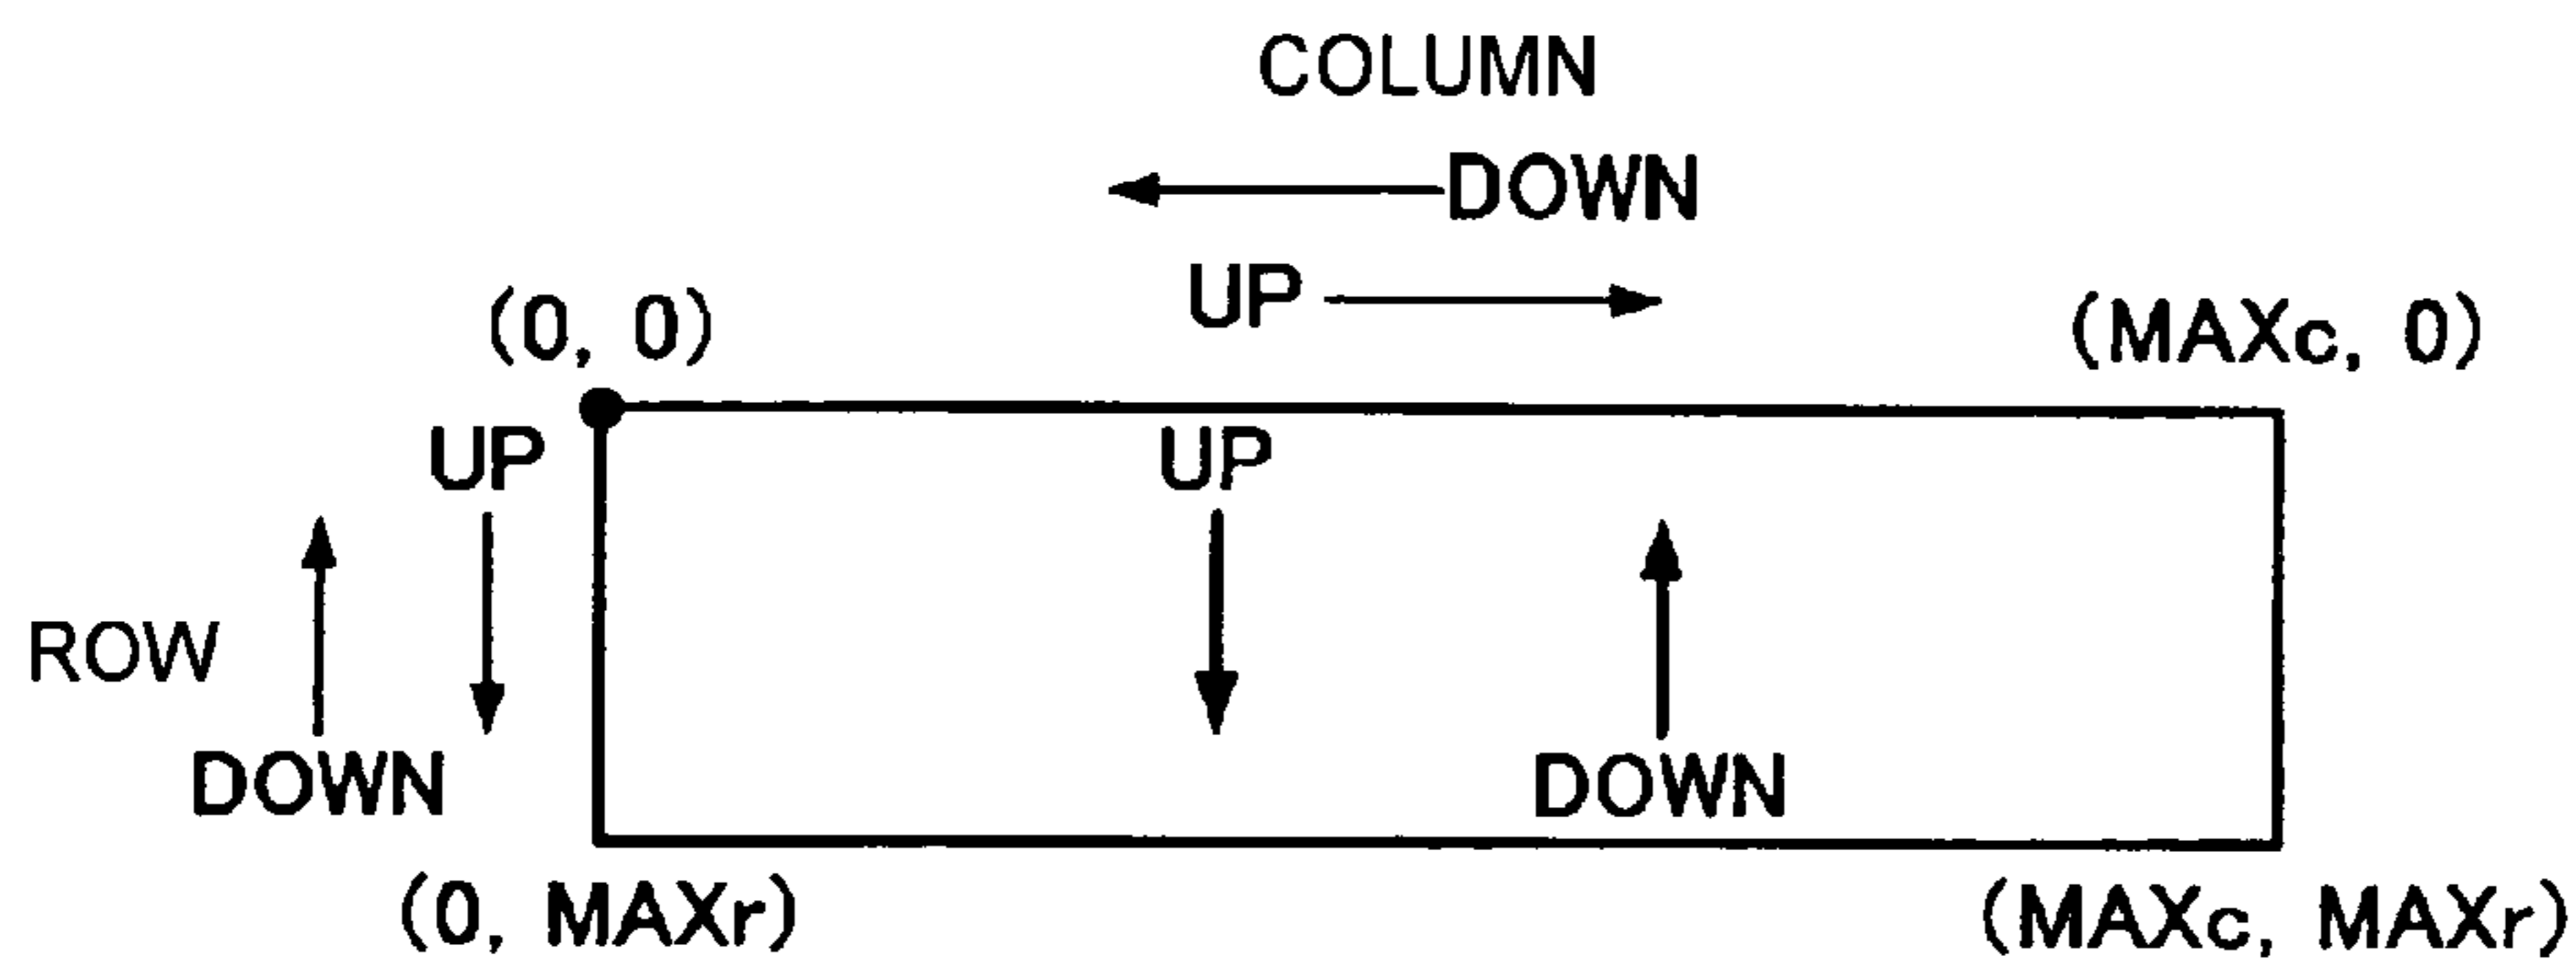 COLUMN
DOWN
UP
(0, 0)
(MAXc, 0)
UP
UP
ROW
DOWN
DOWN
(0, MAXr)
(MAXc, MAXr)